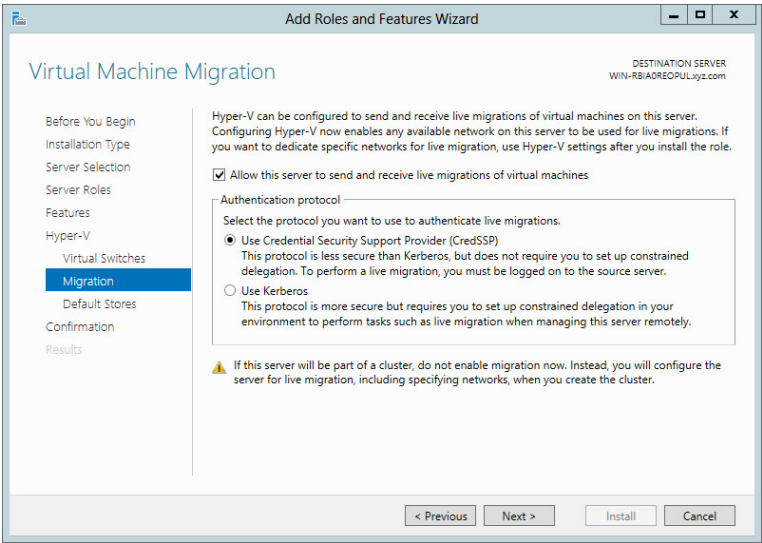 Add Roles and Features Wizard
Virtual Machine Migration
DESTINATION SERVER
WIN-RBIA0REOPUL.xyz.com
Before You Begin
Installation Type
Server Selection
Server Roles
Features
Hyper-V
Virtual Switches
Migration
Default Stores
Confirmation
Results
Hyper-V can be configured to send and receive live migrations of virtual machines on this server.
Configuring Hyper-V now enables any available network on this server to be used for live migrations. If
you want to dedicate specific networks for live migration, use Hyper-V settings after you install the role.
Allow this server to send and receive live migrations of virtual machines
Authentication protocol
Select the protocol you want to use to authenticate live migrations.
Use Credential Security Support Provider (CredSSP)
This protocol is less secure than Kerberos, but does not require you to set up constrained
delegation. To perform a live migration, you must be logged on to the source server.
Use Kerberos
This protocol is more secure but requires you to set up constrained delegation in your
environment to perform tasks such as live migration when managing this server remotely.
If this server will be part of a cluster, do not enable migration now. Instead, you will configure the
server for live migration, including specifying networks, when you create the cluster.
< Previous
Next >
Install
Cancel